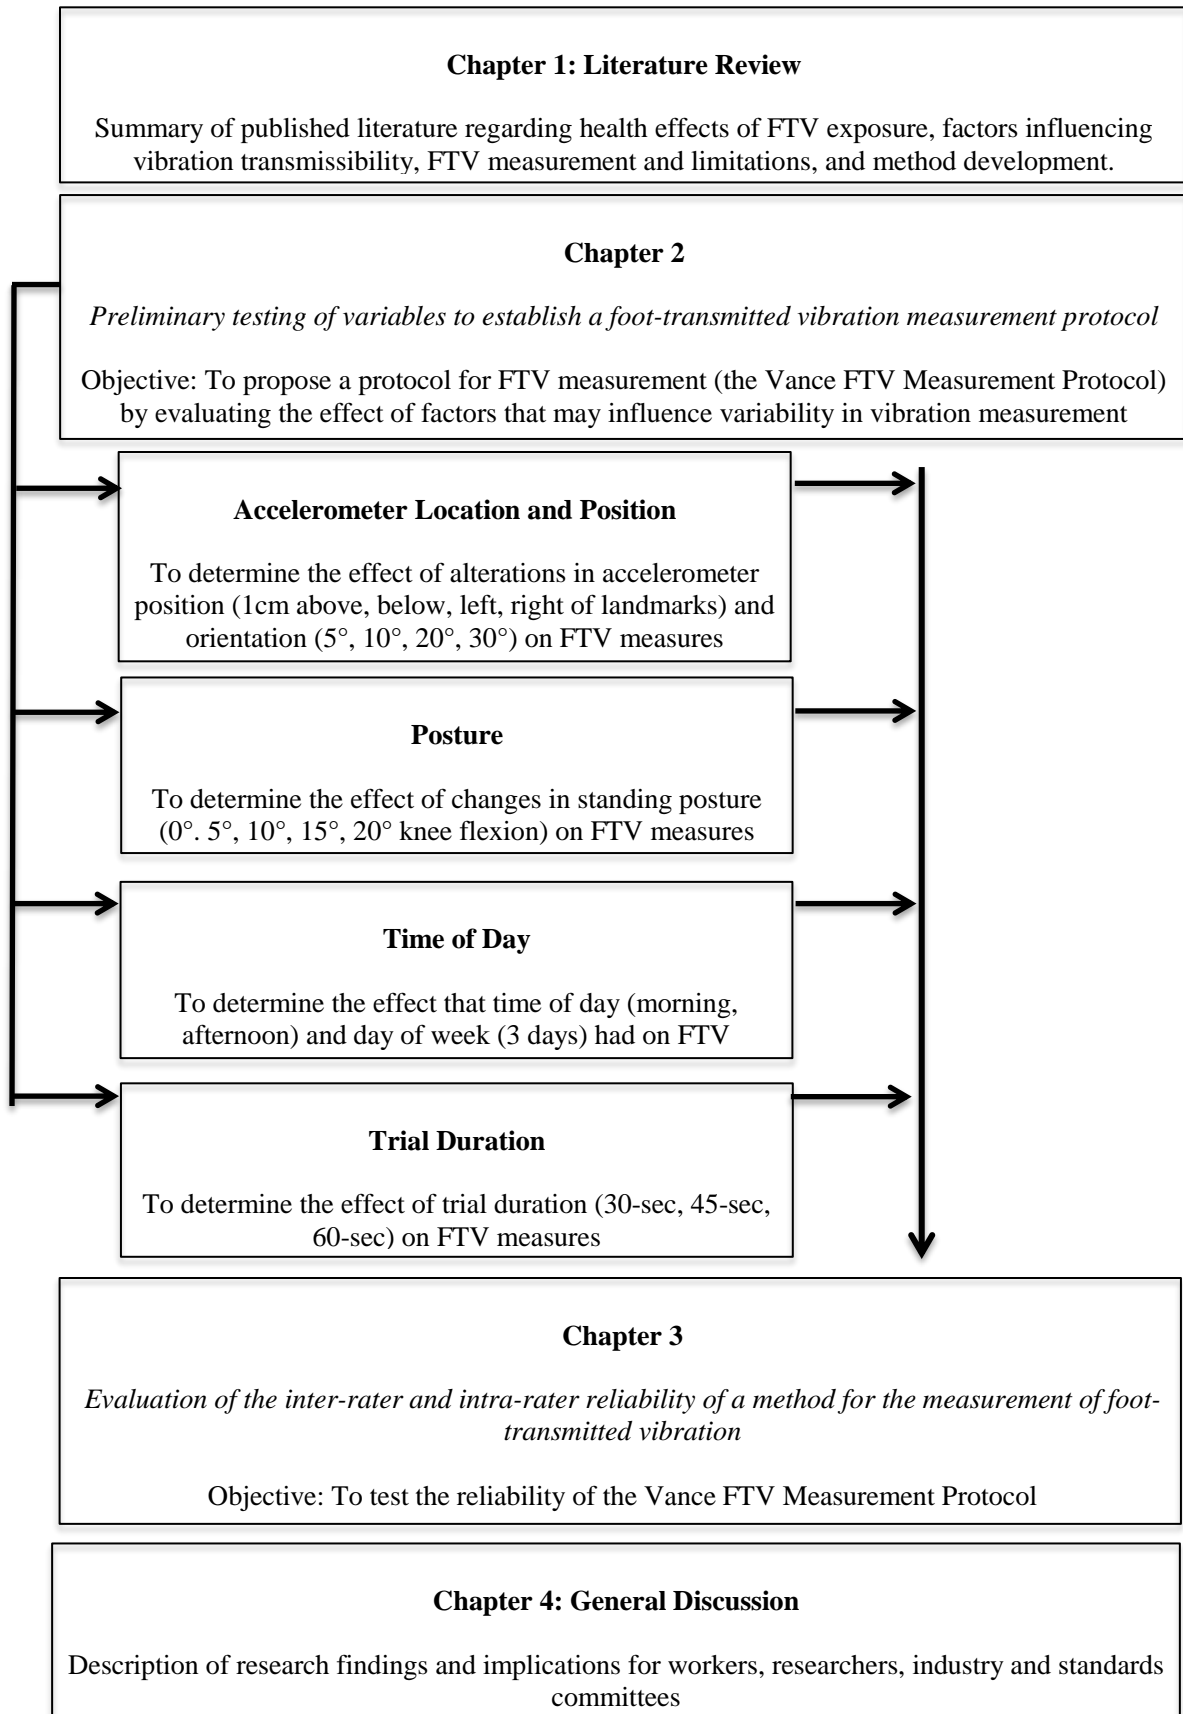 Chapter 1: Literature Review
Summary of published literature regarding health effects of FTV exposure, factors influencing
vibration transmissibility, FTV measurement and limitations, and method development.
Chapter 2
Preliminary testing of variables to establish a foot-transmitted vibration measurement protocol
Objective: To propose a protocol for FTV measurement (the Vance FTV Measurement Protocol)
by evaluating the effect of factors that may influence variability in vibration measurement
Accelerometer Location and Position
To determine the effect of alterations in accelerometer
position (1cm above, below, left, right of landmarks) and
orientation (5°, 10°, 20°, 30°) on FTV measures
Posture
To determine the effect of changes in standing posture
(0°. 5°, 10°, 15°, 20° knee flexion) on FTV measures
Time of Day
To determine the effect that time of day (morning,
afternoon) and day of week (3 days) had on FTV
Trial Duration
To determine the effect of trial duration (30-sec, 45-sec,
60-sec) on FTV measures
Chapter 3
Evaluation of the inter-rater and intra-rater reliability of a method for the measurement of foot-
transmitted vibration
Objective: To test the reliability of the Vance FTV Measurement Protocol
Chapter 4: General Discussion
Description of research findings and implications for workers, researchers, industry and standards
committees